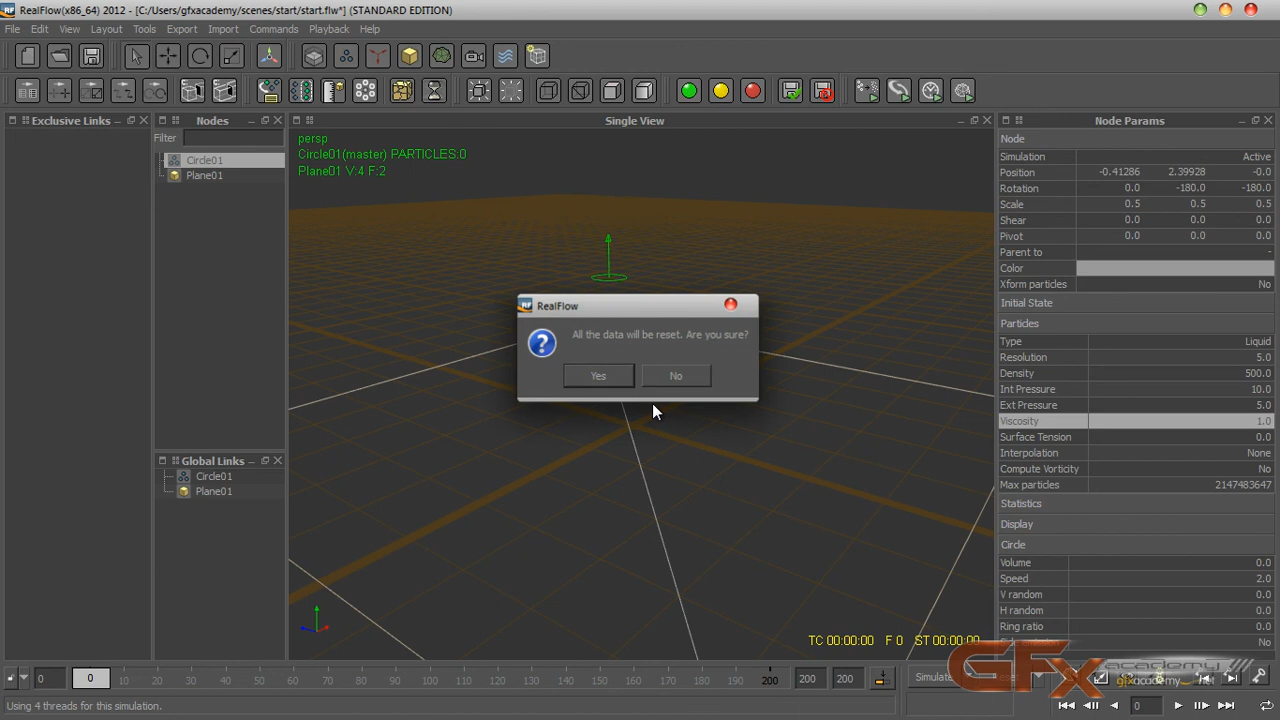 RealFlow(x86_64) 2012 - [C:/Users/gfxacademy/scenes/start/start.flw*] (STANDARD EDITION)
File Edit View Layout Tools Export Import Commands Playback Help
Exclusive Links
Nodes
Single View
Node Params
Filter
Circle01
Plane01
persp
Circle01(master) PARTICLES:0
Plane01 V:4 F:2
Node
Simulation Active
Position -0.41286 2.39928 -0.0
Rotation 0.0 -180.0 -180.0
Scale 0.5 0.5 0.5
Shear 0.0 0.0 0.0
Pivot 0.0 0.0 0.0
Parent to -
Color
Xform particles No
Initial State
Particles
Type Liquid
Resolution 5.0
Density 500.0
Int Pressure 10.0
Ext Pressure 5.0
Viscosity 1.0
Surface Tension 0.0
Interpolation None
Compute Vorticity No
Max particles 2147483647
Statistics
Display
Circle
Volume 0.0
Speed 2.0
V random 0.0
H random 0.0
Ring ratio 0.0
No
RealFlow
All the data will be reset. Are you sure?
Yes No
Global Links
Circle01
Plane01
TC 00:00:00 F 0 ST 00:00:00
0 0 10 20 30 40 50 60 70 80 90 100 110 120 130 140 150 160 170 180 190 200 200 200
Simulate
GFX academy
gfxacademy.net
Using 4 threads for this simulation.
0